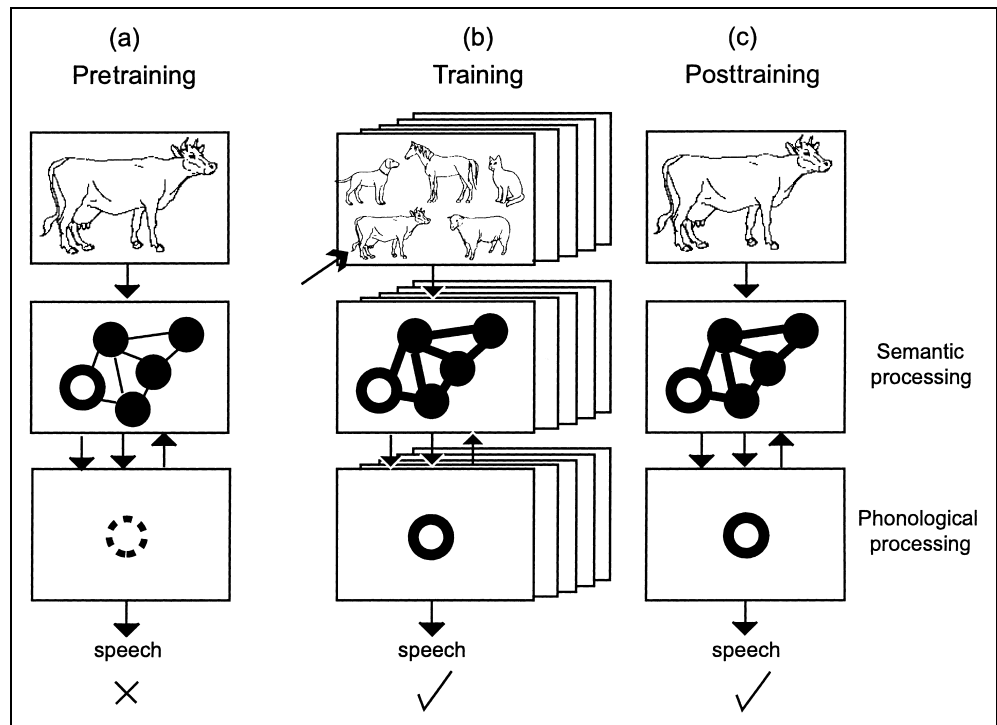 (a)
Pretraining
(b)
Training
(c)
Posttraining
Semantic
processing
Phonological
processing
speech
speech
speech